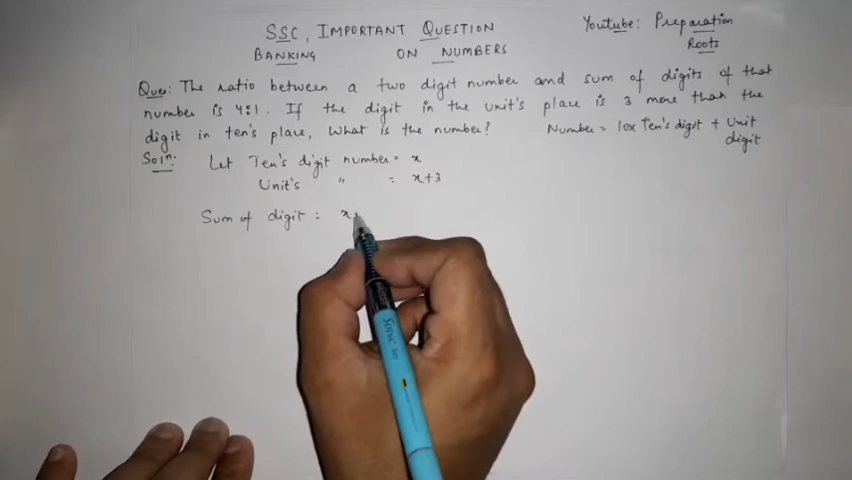 SSC, IMPORTANT QUESTION
BANKING ON NUMBERS
Youtube: Preparation
Roots
Ques: The ratio between a two digit number and sum of digits of that
number is 4:1. If the digit in the unit's place is 3 more than the
digit in ten's place, What is the number?
Number = 10x Ten's digit + Unit
digit
Soln: Let Ten's digit number = x
Unit's " = x+3
Sum of digit : x
Sonic